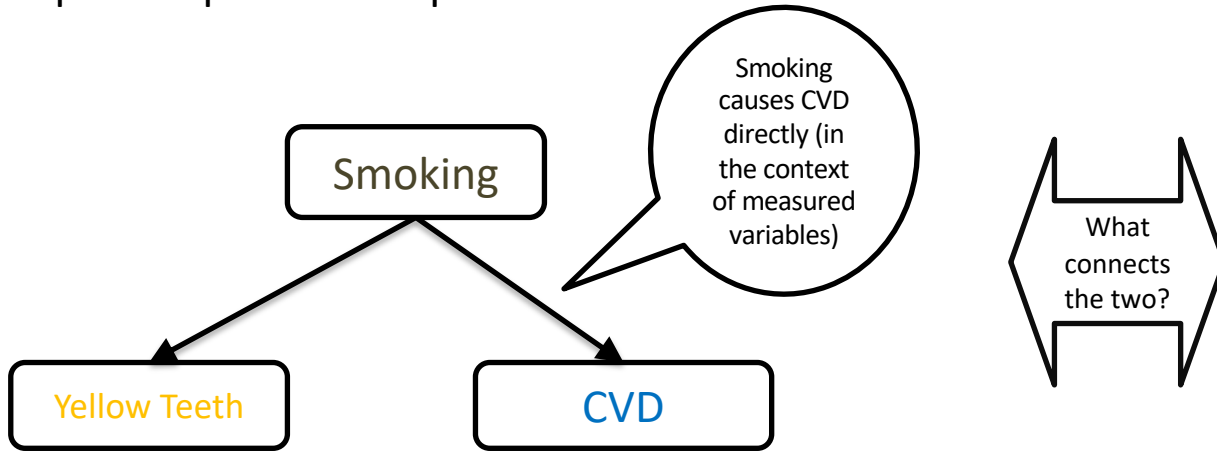 Smoking
causes CVD
directly (in
the context
of measured
variables)
Smoking
What
connects
the two?
Yellow Teeth
CVD